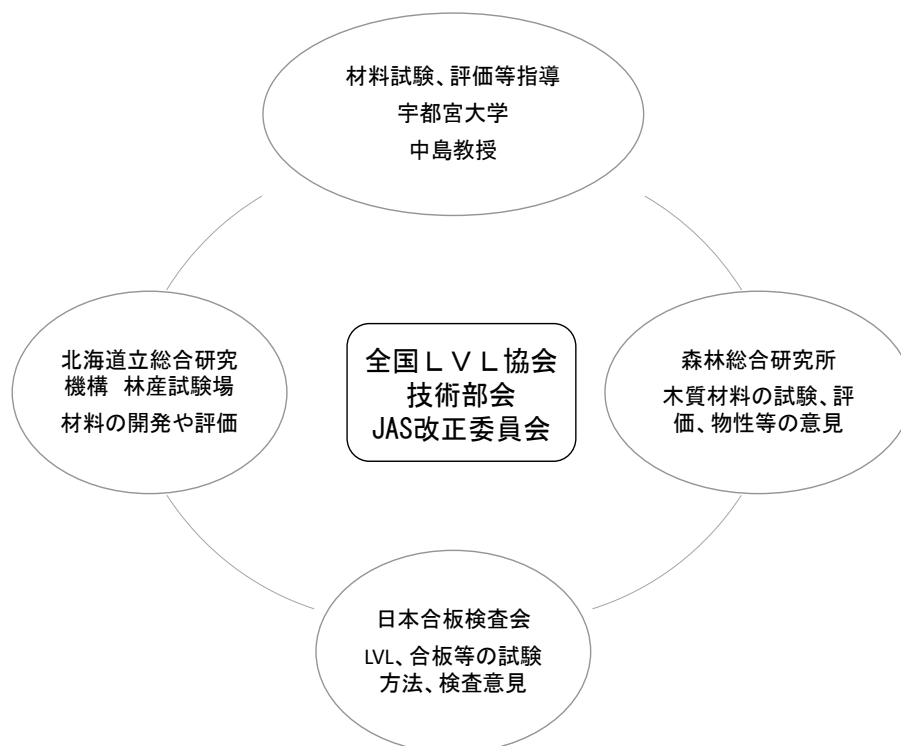 材料試験、評価等指導
宇都宮大学
中島教授
北海道立総合研究
機構 林産試験場
材料の開発や評価
全国ＬＶＬ協会
技術部会
JAS改正委員会
森林総合研究所
木質材料の試験、評
価、物性等の意見
日本合板検査会
LVL、合板等の試験
方法、検査意見